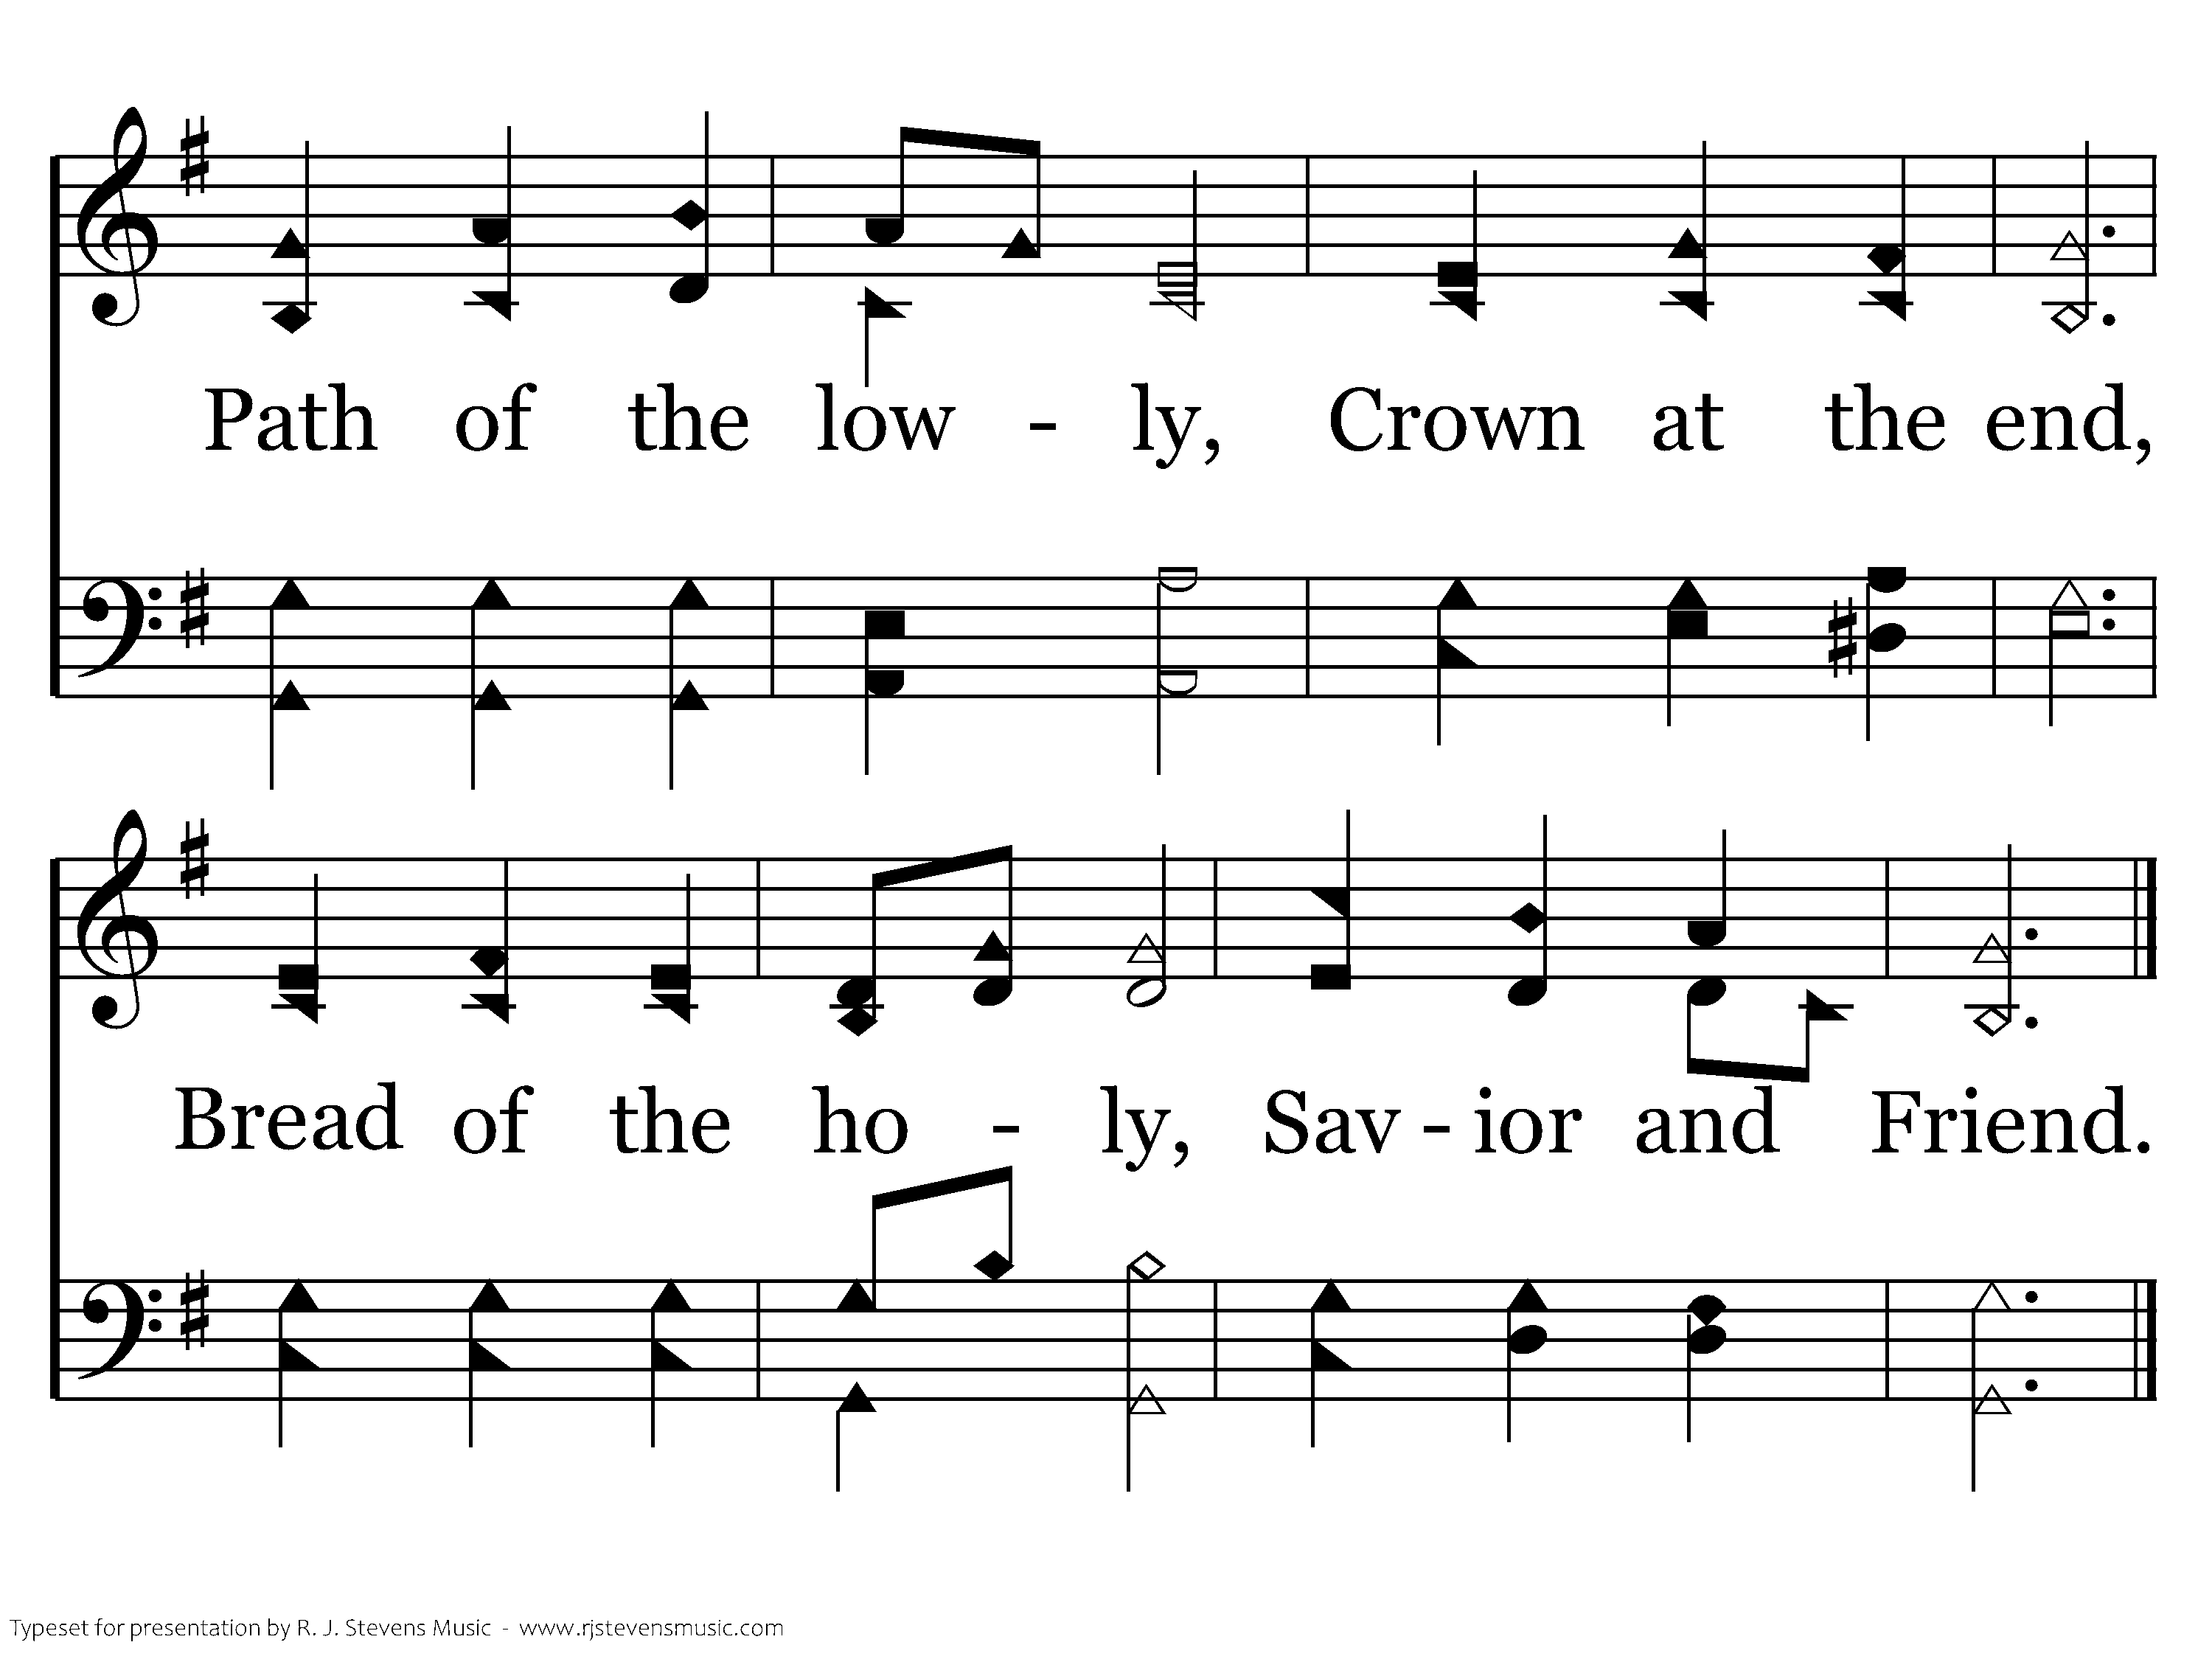 Path of the low - ly, Crown at the end,
Bread of the ho - ly, Sav - ior and Friend.
Typeset for presentation by R. J. Stevens Music - www.rjstevensmusic.com